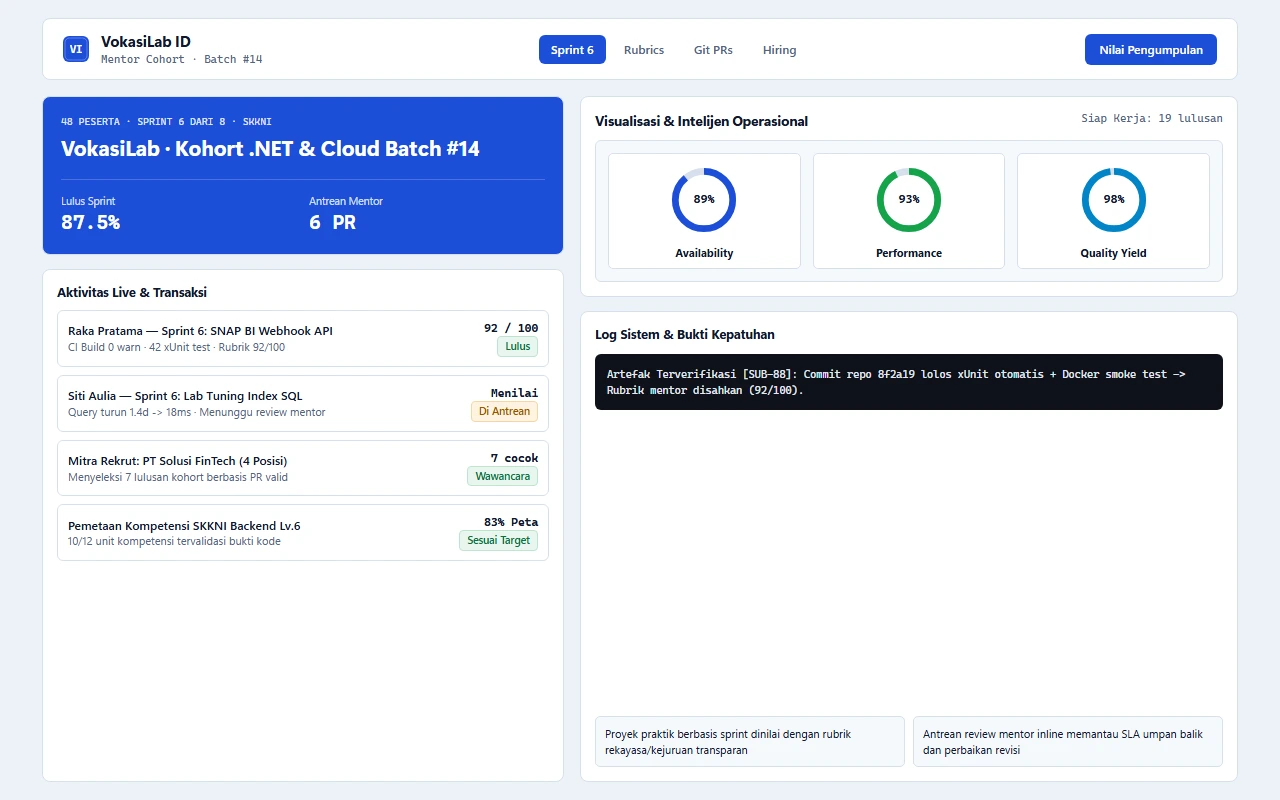 VI
VokasiLab ID
Mentor Cohort · Batch #14
Sprint 6
Rubrics
Git PRs
Hiring
Nilai Pengumpulan
48 PESERTA · SPRINT 6 DARI 8 · SKKNI
VokasiLab · Kohort .NET & Cloud Batch #14
Lulus Sprint
87.5%
Antrean Mentor
6 PR
Aktivitas Live & Transaksi
Raka Pratama — Sprint 6: SNAP BI Webhook API
CI Build 0 warn · 42 xUnit test · Rubrik 92/100
92 / 100
Lulus
Siti Aulia — Sprint 6: Lab Tuning Index SQL
Query turun 1.4d -> 18ms · Menunggu review mentor
Menilai
Di Antrean
Mitra Rekrut: PT Solusi FinTech (4 Posisi)
Menyeleksi 7 lulusan kohort berbasis PR valid
7 cocok
Wawancara
Pemetaan Kompetensi SKKNI Backend Lv.6
10/12 unit kompetensi tervalidasi bukti kode
83% Peta
Sesuai Target
Visualisasi & Intelijen Operasional
Siap Kerja: 19 lulusan
89%
Availability
93%
Performance
98%
Quality Yield
Log Sistem & Bukti Kepatuhan
Artefak Terverifikasi [SUB-88]: Commit repo 8f2a19 lolos xUnit otomatis + Docker smoke test ->
Rubrik mentor disahkan (92/100).
Proyek praktik berbasis sprint dinilai dengan rubrik
rekayasa/kejuruan transparan
Antrean review mentor inline memantau SLA umpan balik
dan perbaikan revisi